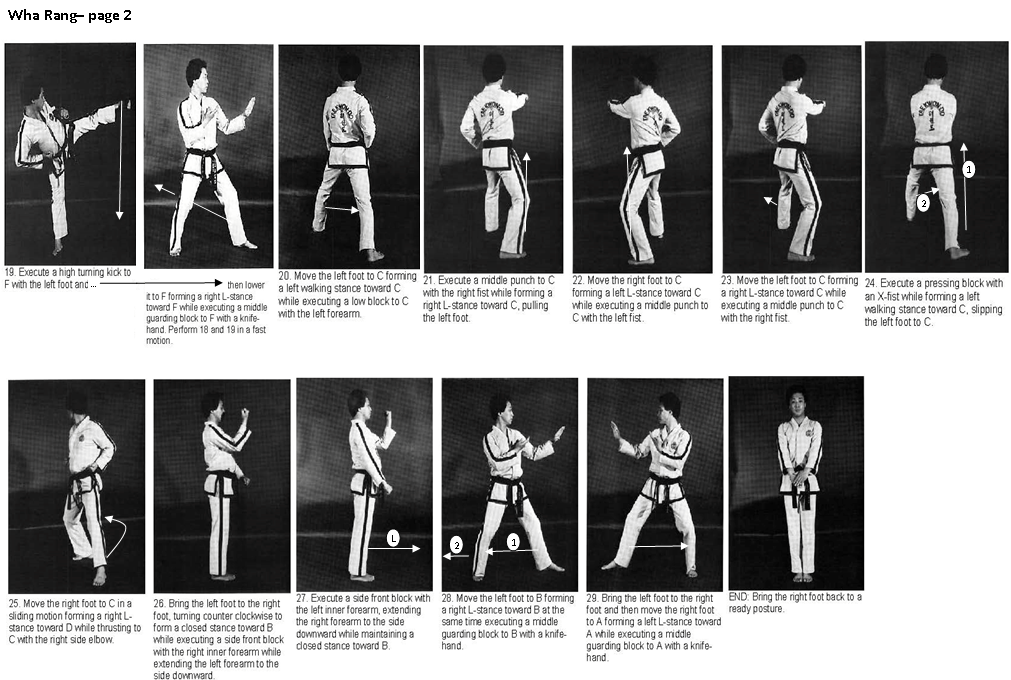 Wha Rang– page 2
19. Execute a high turning kick to
F with the left foot and ...
then lower
it to F forming a right L-stance
toward F while executing a middle
guarding block to F with a knife-
hand. Perform 18 and 19 in a fast
motion.
20. Move the left foot to C forming
a left walking stance toward C
while executing a low block to C
with the left forearm.
21. Execute a middle punch to C
with the right fist while forming a
right L-stance toward C, pulling
the left foot.
22. Move the right foot to C
forming a left L-stance toward C
while executing a middle punch to
C with the left fist.
23. Move the left foot to C forming
a right L-stance toward C while
executing a middle punch to C
with the right fist.
1
2
24. Execute a pressing block with
an X-fist while forming a left
walking stance toward C, slipping
the left foot to C.
25. Move the right foot to C in a
sliding motion forming a right L-
stance toward D while thrusting to
C with the right side elbow.
26. Bring the left foot to the right
foot, turning counter clockwise to
form a closed stance toward B
while executing a side front block
with the right inner forearm while
extending the left forearm to the
side downward.
L
27. Execute a side front block with
the left inner forearm, extending
the right forearm to the side
downward while maintaining a
closed stance toward B.
2
1
28. Move the left foot to B forming
a right L-stance toward B at the
same time executing a middle
guarding block to B with a knife-
hand.
29. Bring the left foot to the right
foot and then move the right foot
to A forming a left L-stance toward
A while executing a middle
guarding block to A with a knife-
hand.
END: Bring the right foot back to a
ready posture.